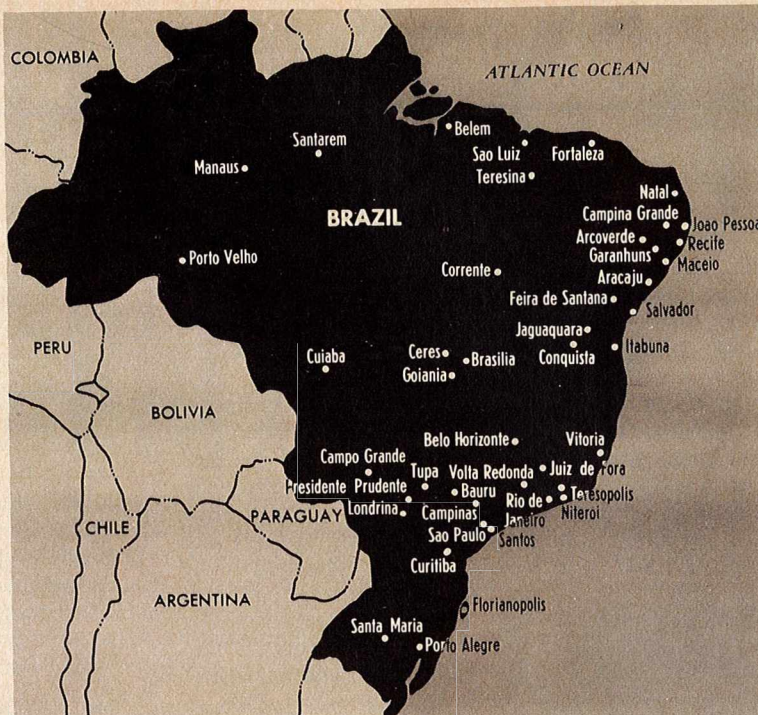 COLOMBIA
ATLANTIC OCEAN
Belem
Santarem
Sao Luiz
Fortaleza
Manaus
Teresina
Natal
BRAZIL
Campina Grande
Joao Pessoa
Arcoverde
Recife
Garanhuns
Porto Velho
Maceio
Corrente
Aracaju
Feira de Santana
Salvador
Jaguaquara
PERU
Itabuna
Cuiaba
Ceres
Brasilia
Conquista
Goiania
BOLIVIA
Belo Horizonte
Vitoria
Campo Grande
Tupa
Volta Redonda
Juiz de Fora
Presidente Prudente
Bauru
Rio de
Janeiro
Teresopolis
Londrina
Campinas
Niteroi
PARAGUAY
CHILE
Sao Paulo
Santos
Curitiba
ARGENTINA
Florianopolis
Santa Maria
Porto Alegre